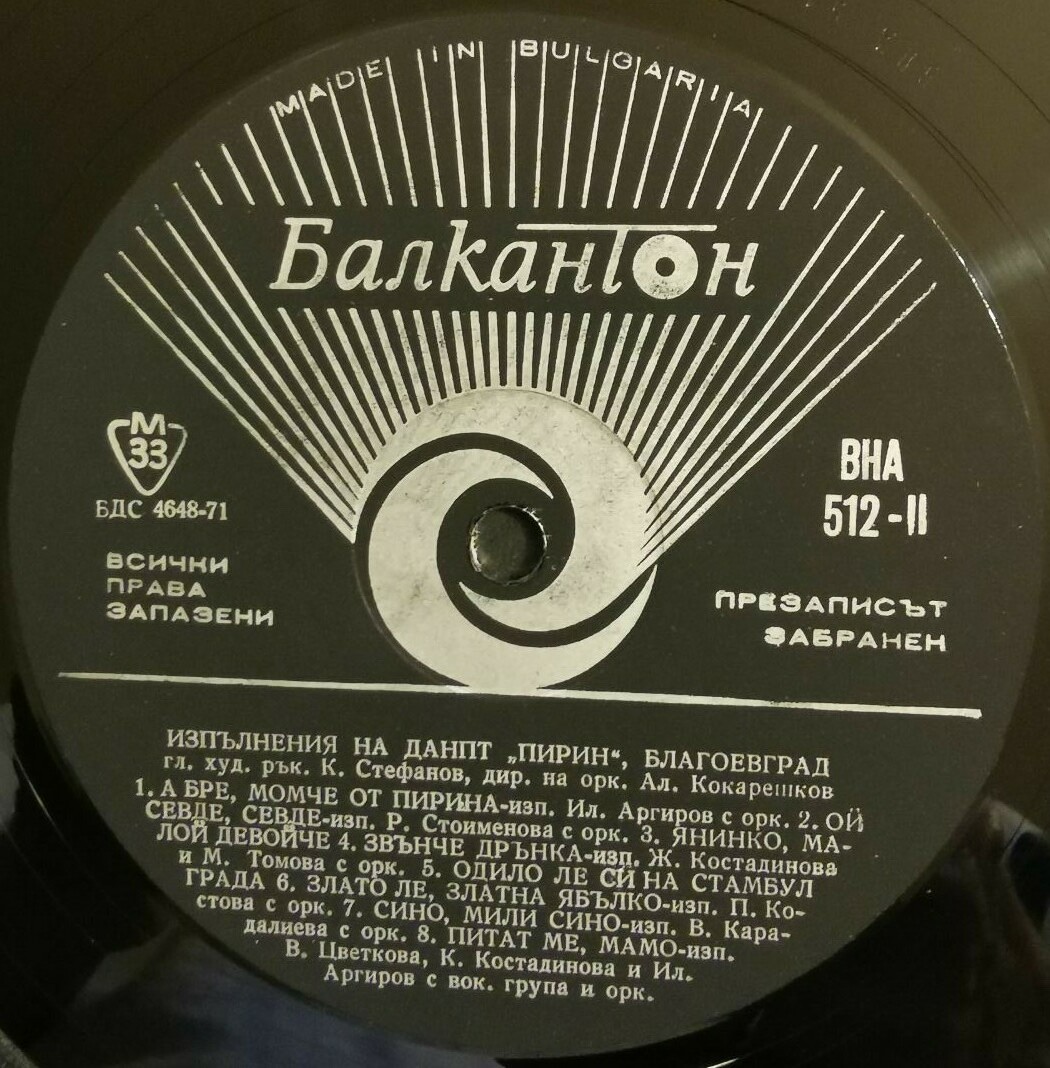 MADE IN BULGARIA
Балкантон
М
33
БДС 4648-71
ВНА
512-II
ВСИЧКИ
ПРАВА
ЗАПАЗЕНИ
ПРЕЗАПИСЪТ
ЗАБРАНЕН
ИЗПЪЛНЕНИЯ НА ДАНПТ „ПИРИН“, БЛАГОЕВГРАД
гл. худ. рък. К. Стефанов, дир. на орк. Ал. Кокарешков
1. А БРЕ, МОМЧЕ ОТ ПИРИНА-изп. Ил. Аргиров с орк. 2. ОЙ
СЕВДЕ, СЕВДЕ-изп. Р. Стоименова с орк. 3. ЯНИНКО, МА-
ЛОЙ ДЕВОЙЧЕ 4. ЗВЪНЧЕ ДРЪНКА-изп. Ж. Костадинова
и М. Томова с орк. 5. ОДИЛО ЛЕ СЙ НА СТАМБУЛ
ГРАДА 6. ЗЛАТО ЛЕ, ЗЛАТНА ЯБЪЛКО-изп. П. Ко-
стова с орк. 7. СИНО, МИЛИ СИНО-изп. В. Кара-
далиева с орк. 8. ПИТАТ МЕ, МАМО-изп.
В. Цветкова, К. Костадинова и Ил.
Аргиров с вок. група и орк.